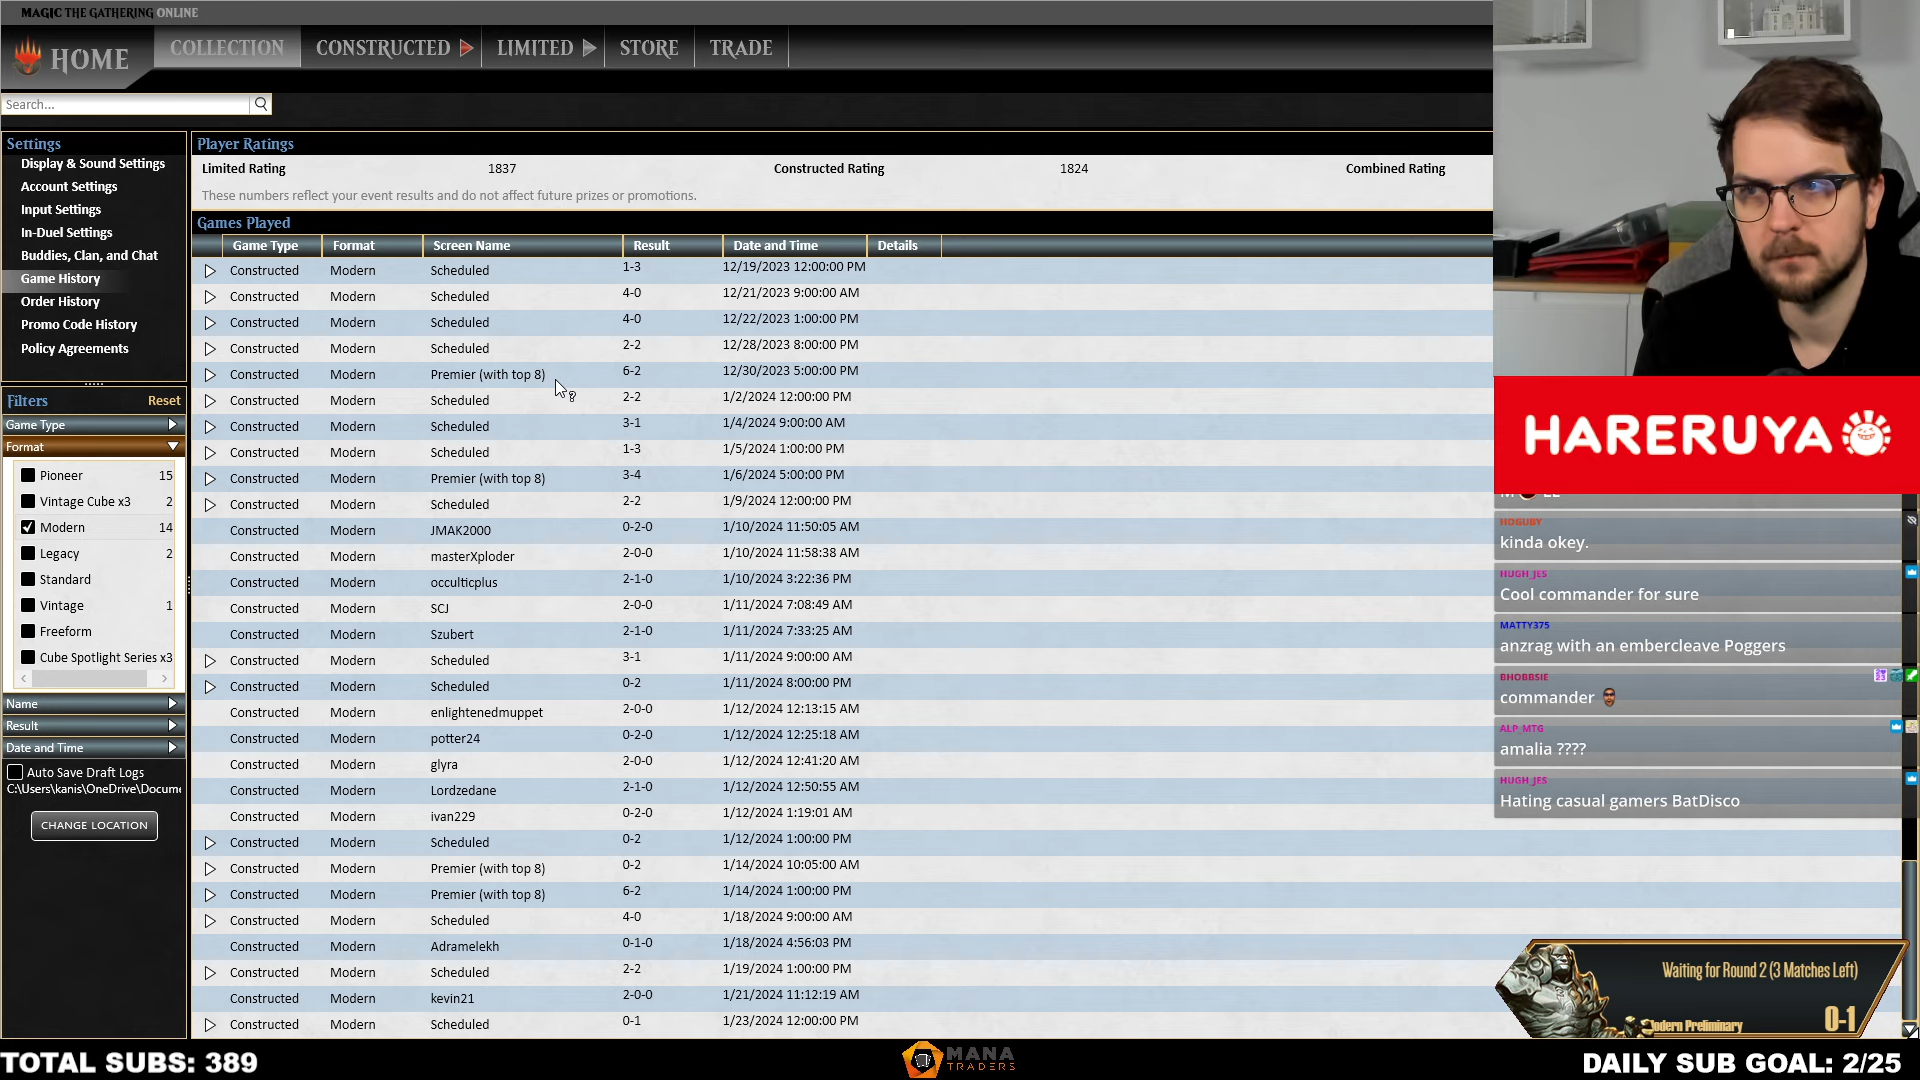 MAGIC THE GATHERING ONLINE
HOME
COLLECTION
CONSTRUCTED
LIMITED
STORE
TRADE
Search...
Settings
Display & Sound Settings
Account Settings
Input Settings
In-Duel Settings
Buddies, Clan, and Chat
Game History
Order History
Promo Code History
Policy Agreements
Filters Reset
Game Type
Format
Pioneer 15
Vintage Cube x3 2
Modern 14
Legacy 2
Standard
Vintage 1
Freeform
Cube Spotlight Series x3
Name
Result
Date and Time
Auto Save Draft Logs
C:\Users\kanis\OneDrive\Docume
CHANGE LOCATION
Player Ratings
Limited Rating 1837 Constructed Rating 1824 Combined Rating
These numbers reflect your event results and do not affect future prizes or promotions.
Games Played
Game Type Format Screen Name Result Date and Time Details
Constructed Modern Scheduled 1-3 12/19/2023 12:00:00 PM
Constructed Modern Scheduled 4-0 12/21/2023 9:00:00 AM
Constructed Modern Scheduled 4-0 12/22/2023 1:00:00 PM
Constructed Modern Scheduled 2-2 12/28/2023 8:00:00 PM
Constructed Modern Premier (with top 8) 6-2 12/30/2023 5:00:00 PM
Constructed Modern Scheduled 2-2 1/2/2024 12:00:00 PM
Constructed Modern Scheduled 3-1 1/4/2024 9:00:00 AM
Constructed Modern Scheduled 1-3 1/5/2024 1:00:00 PM
Constructed Modern Premier (with top 8) 3-4 1/6/2024 5:00:00 PM
Constructed Modern Scheduled 2-2 1/9/2024 12:00:00 PM
Constructed Modern JMAK2000 0-2-0 1/10/2024 11:50:05 AM
Constructed Modern masterXploder 2-0-0 1/10/2024 11:58:38 AM
Constructed Modern occulticplus 2-1-0 1/10/2024 3:22:36 PM
Constructed Modern SCJ 2-0-0 1/11/2024 7:08:49 AM
Constructed Modern Szubert 2-1-0 1/11/2024 7:33:25 AM
Constructed Modern Scheduled 3-1 1/11/2024 9:00:00 AM
Constructed Modern Scheduled 0-2 1/11/2024 8:00:00 PM
Constructed Modern enlightenedmuppet 2-0-0 1/12/2024 12:13:15 AM
Constructed Modern potter24 0-2-0 1/12/2024 12:25:18 AM
Constructed Modern glyra 2-0-0 1/12/2024 12:41:20 AM
Constructed Modern Lordzedane 2-1-0 1/12/2024 12:50:55 AM
Constructed Modern ivan229 0-2-0 1/12/2024 1:19:01 AM
Constructed Modern Scheduled 0-2 1/12/2024 1:00:00 PM
Constructed Modern Premier (with top 8) 0-2 1/14/2024 10:05:00 AM
Constructed Modern Premier (with top 8) 6-2 1/14/2024 1:00:00 PM
Constructed Modern Scheduled 4-0 1/18/2024 9:00:00 AM
Constructed Modern Adramelekh 0-1-0 1/18/2024 4:56:03 PM
Constructed Modern Scheduled 2-2 1/19/2024 1:00:00 PM
Constructed Modern kevin21 2-0-0 1/21/2024 11:12:19 AM
Constructed Modern Scheduled 0-1 1/23/2024 12:00:00 PM
HARERUYA
HOGUBY
kinda okey.
HUGH_JES
Cool commander for sure
MATTY375
anzrag with an embercleave Poggers
BHOBBSIE
commander
ALP_MTG
amalia ????
HUGH_JES
Hating casual gamers BatDisco
Waiting for Round 2 (3 Matches Left)
Modern Preliminary 0-1
TOTAL SUBS: 389
MANA
TRADERS
DAILY SUB GOAL: 2/25